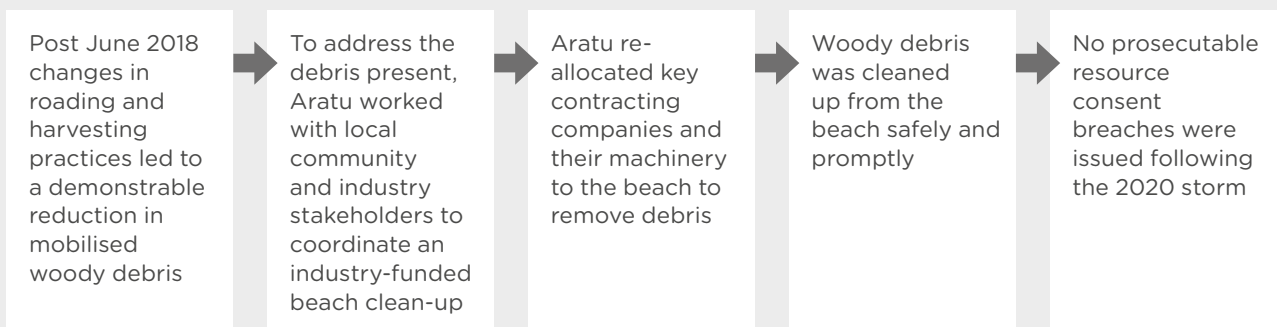 Post June 2018
changes in
roading and
harvesting
practices led to
a demonstrable
reduction in
mobilised
woody debris
To address the
debris present,
Aratu worked
with local
community
and industry
stakeholders to
coordinate an
industry-funded
beach clean-up
Aratu re-
allocated key
contracting
companies and
their machinery
to the beach to
remove debris
Woody debris
was cleaned
up from the
beach safely and
promptly
No prosecutable
resource
consent
breaches were
issued following
the 2020 storm